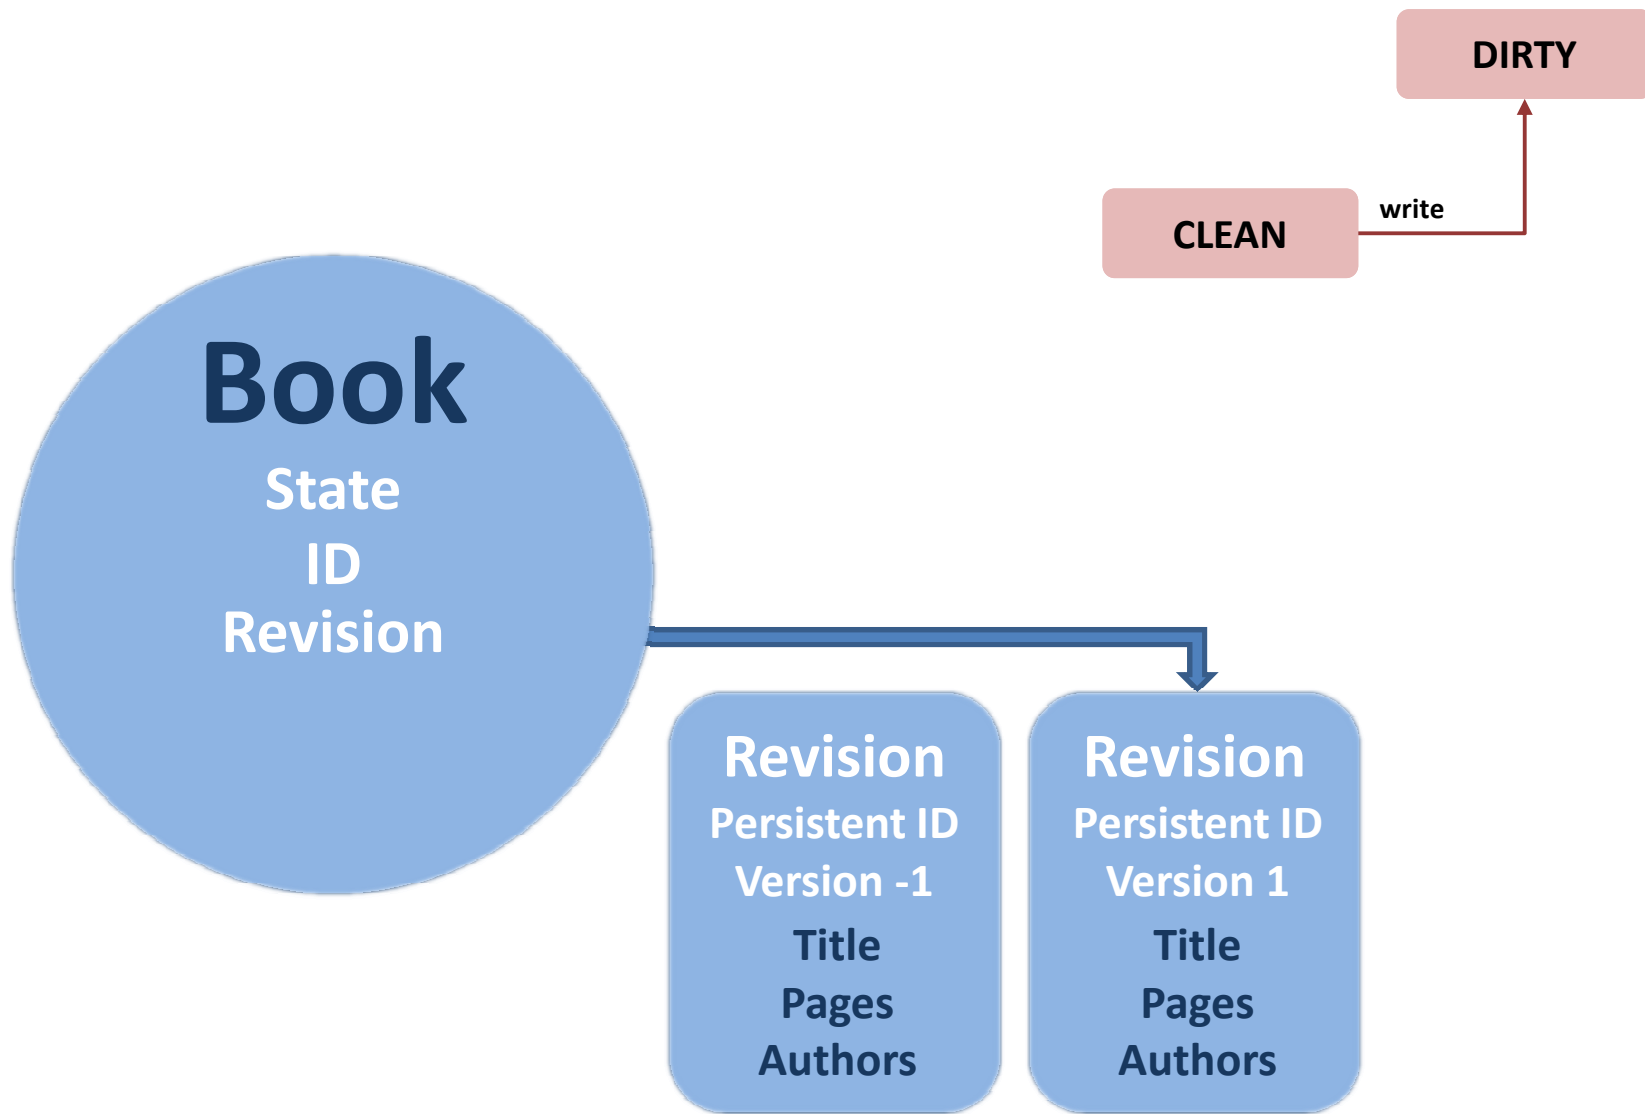 DIRTY
write
CLEAN
Book
State
ID
Revision
Revision
Persistent ID
Version -1
Title
Pages
Authors
Revision
Persistent ID
Version 1
Title
Pages
Authors